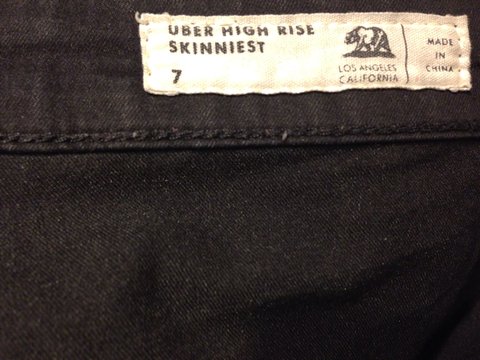 UBER HIGH RISE
SKINNIEST
7
LOS ANGELES
CALIFORNIA
MADE
IN
CHINA